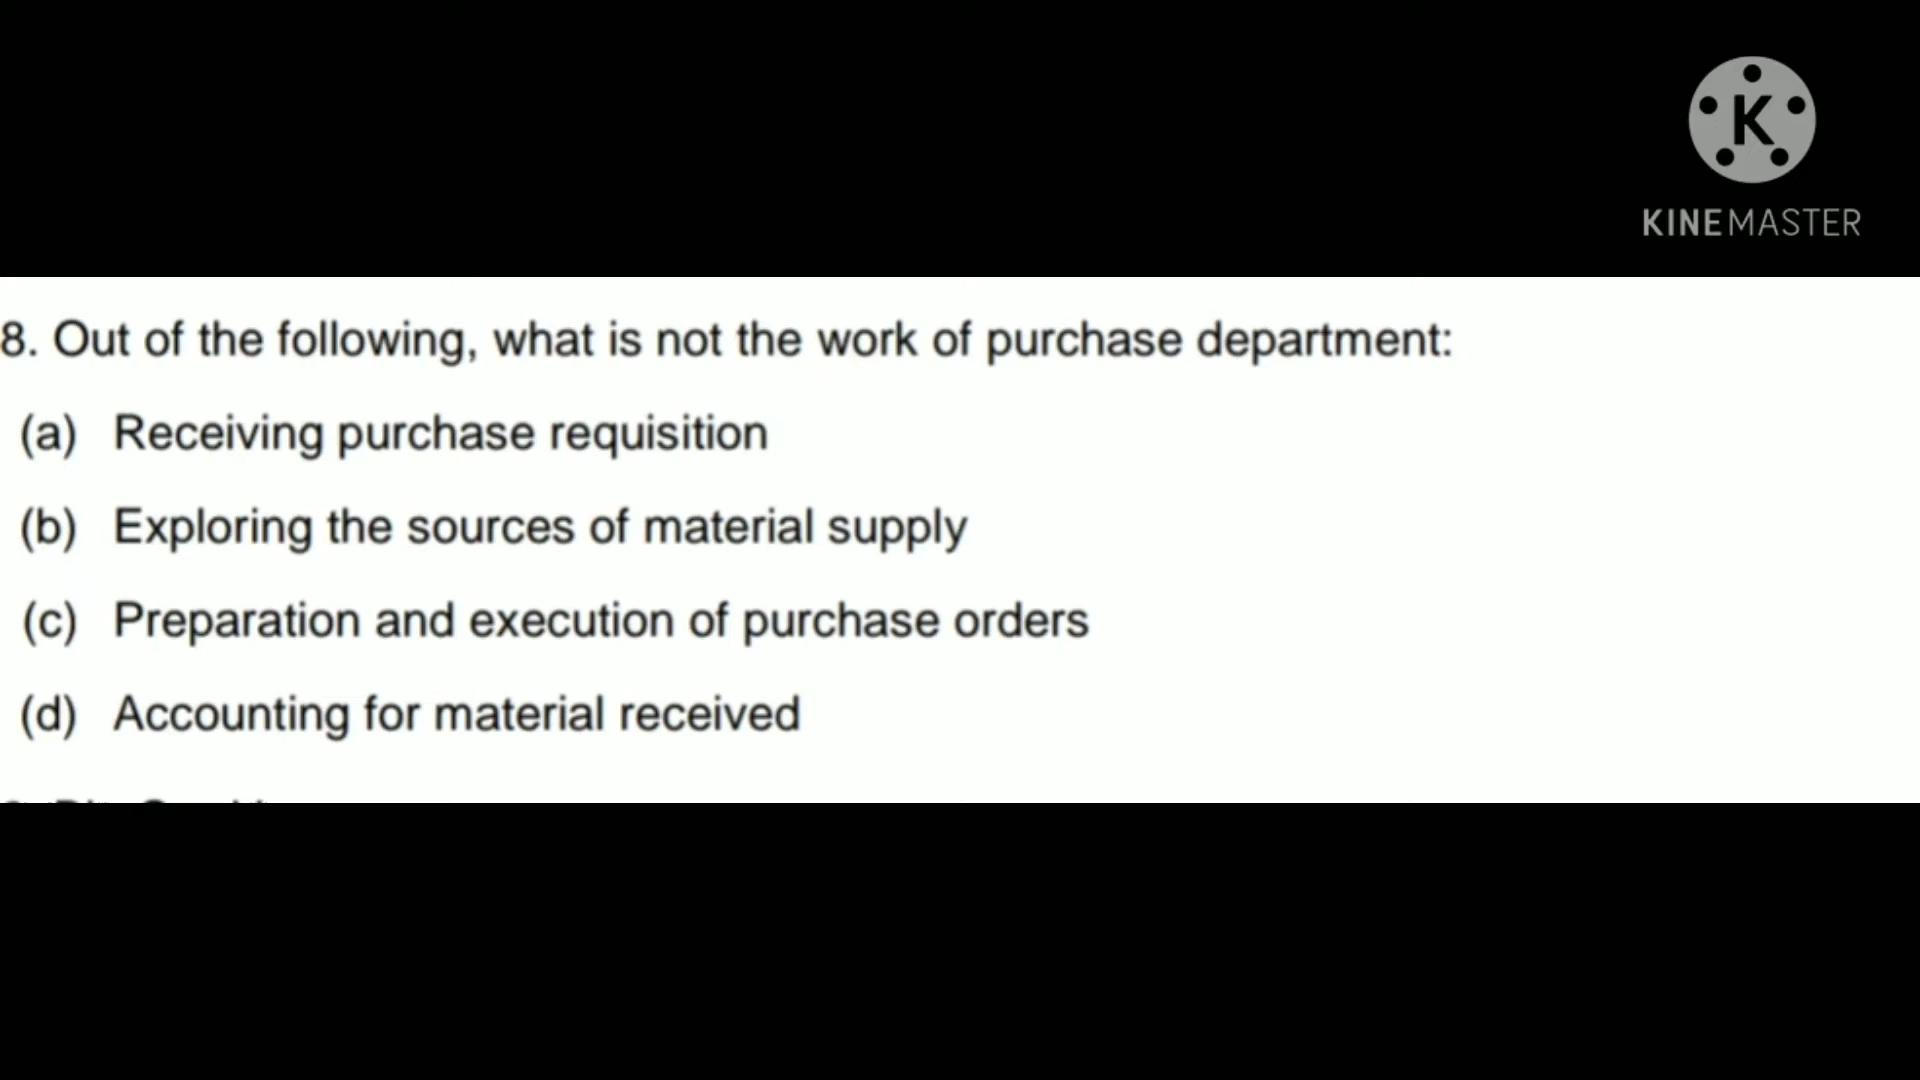 K
KINEMASTER
8. Out of the following, what is not the work of purchase department:
(a) Receiving purchase requisition
(b) Exploring the sources of material supply
(c) Preparation and execution of purchase orders
(d) Accounting for material received